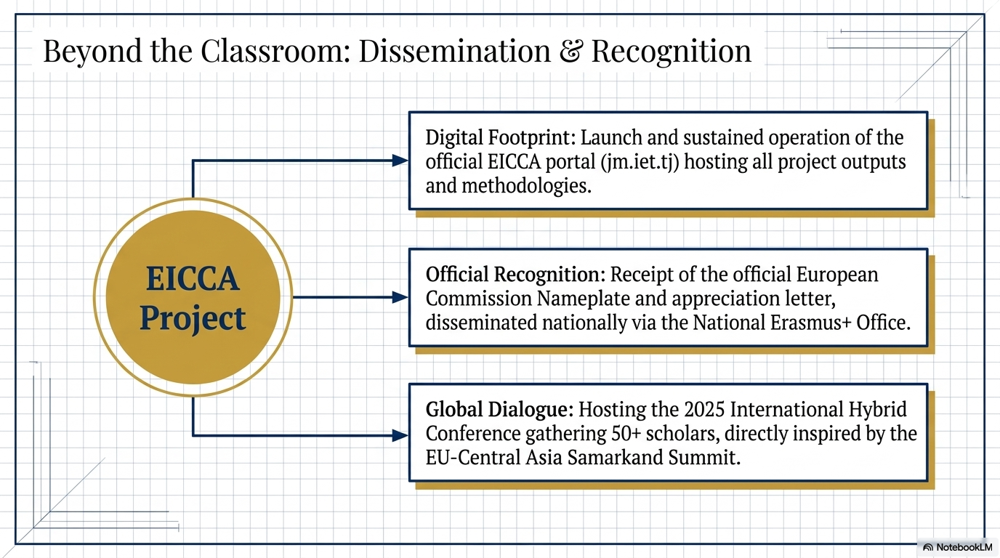 Beyond the Classroom: Dissemination & Recognition
EICCA
Project
Digital Footprint: Launch and sustained operation of the
official EICCA portal (jm.iet.tj) hosting all project outputs
and methodologies.
Official Recognition: Receipt of the official European
Commission Nameplate and appreciation letter,
disseminated nationally via the National Erasmus+ Office.
Global Dialogue: Hosting the 2025 International Hybrid
Conference gathering 50+ scholars, directly inspired by the
EU-Central Asia Samarkand Summit.
NotebookLM